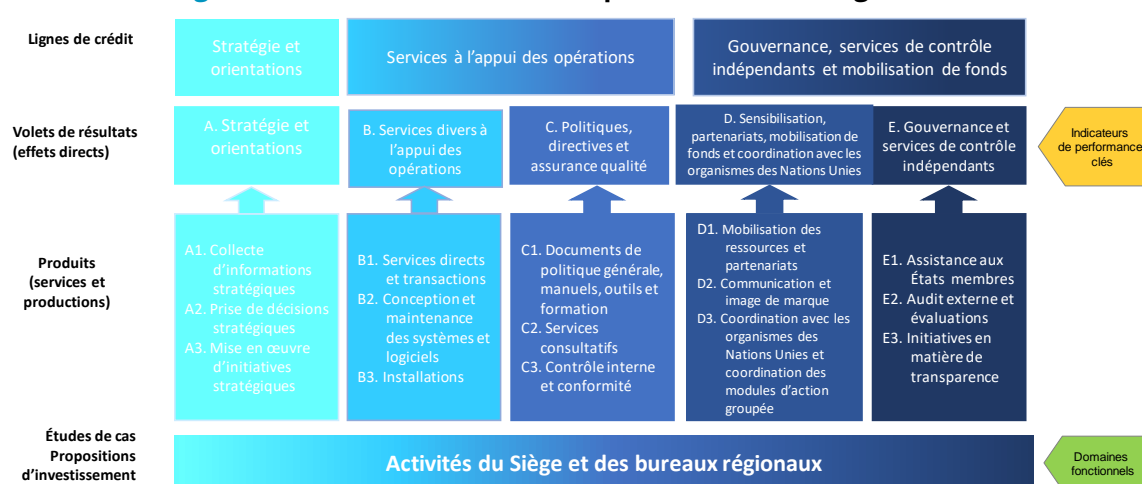 Lignes de crédit
Stratégie et
orientations
Services à l'appui des opérations
Gouvernance, services de contrôle
indépendants et mobilisation de fonds
Volets de résultats
(effets directs)
A. Stratégie et
orientations
B. Services divers à
l'appui des
opérations
C. Politiques,
directives et
assurance qualité
D. Sensibilisation,
partenariats, mobilisation de
fonds et coordination avec les
organismes des Nations Unies
E. Gouvernance et
services de contrôle
indépendants
Indicateurs
de performance
clés
Produits
(services et
productions)
A1. Collecte
d'informations
stratégiques
A2. Prise de décisions
stratégiques
A3. Mise en œuvre
d'initiatives
stratégiques
B1. Services directs
et transactions
B2. Conception et
maintenance
des systèmes et
logiciels
B3. Installations
C1. Documents de
politique générale,
manuels, outils et
formation
C2. Services
consultatifs
C3. Contrôle interne
et conformité
D1. Mobilisation des
ressources et
partenariats
D2. Communication et
image de marque
D3. Coordination avec les
organismes des
Nations Unies et
coordination des
modules d'action
groupée
E1. Assistance aux
États membres
E2. Audit externe et
évaluations
E3. Initiatives en
matière de
transparence
Études de cas
Propositions
d'investissement
Activités du Siège et des bureaux régionaux
Domaines
fonctionnels